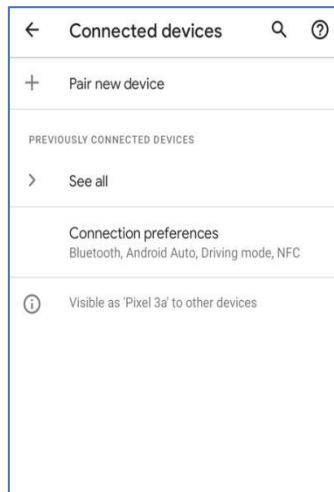 Connected devices
Pair new device
PREVIOUSLY CONNECTED DEVICES
See all
Connection preferences
Bluetooth, Android Auto, Driving mode, NFC
Visible as 'Pixel 3a' to other devices